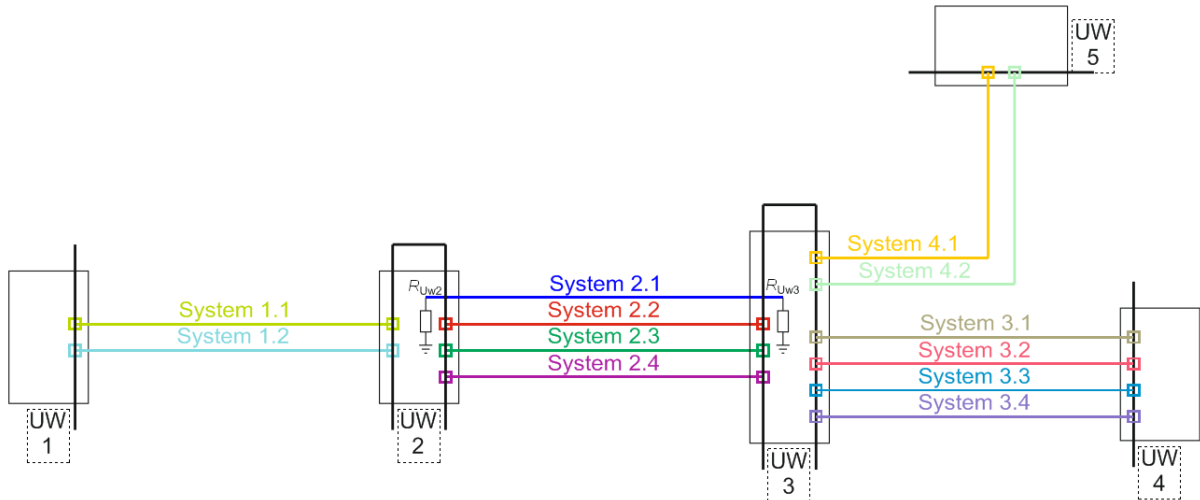 UW
5
System 4.1
System 4.2
System 2.1
R_Uw2
R_Uw3
System 1.1
System 2.2
System 3.1
System 1.2
System 2.3
System 3.2
System 2.4
System 3.3
System 3.4
UW
1
UW
2
UW
3
UW
4